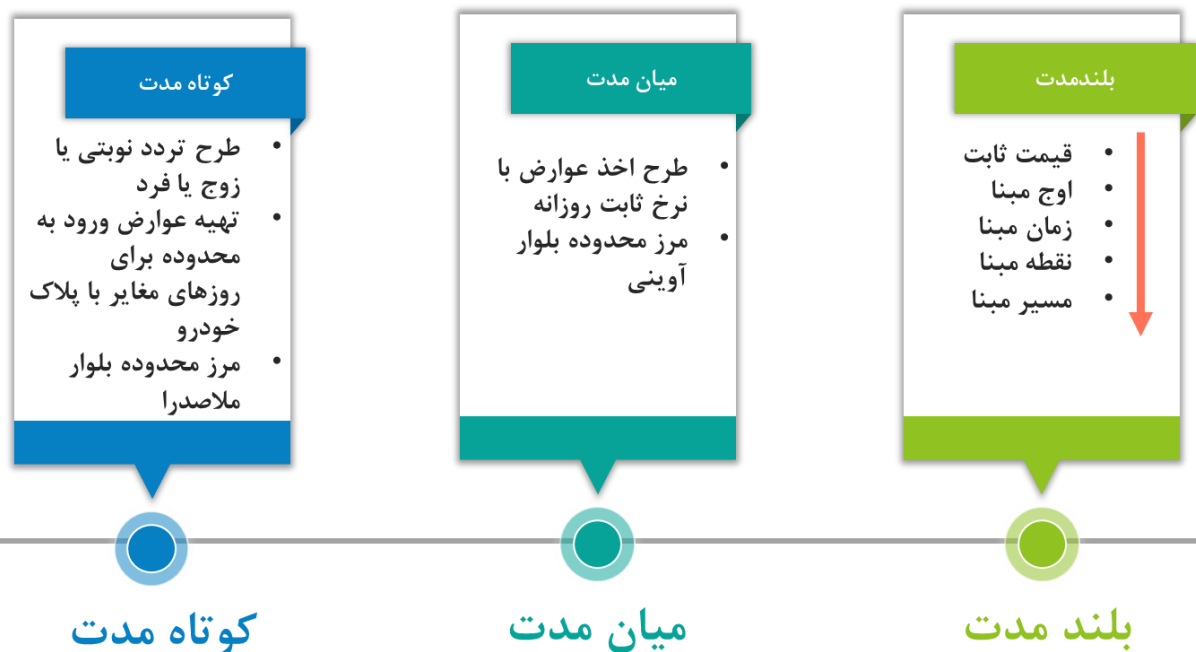 کوتاه مدت
• طرح تردد نوبتی یا
زوج یا فرد
• تهیه عوارض ورود به
محدوده برای
روزهای مغایر با پلاک
خودرو
• مرز محدوده بلوار
ملاصدرا
کوتاه مدت
میان مدت
• طرح اخذ عوارض با
نرخ ثابت روزانه
• مرز محدوده بلوار
آوینی
میان مدت
بلندمدت
• قیمت ثابت
• اوج مبنا
• زمان مبنا
• نقطه مبنا
• مسیر مبنا
بلند مدت